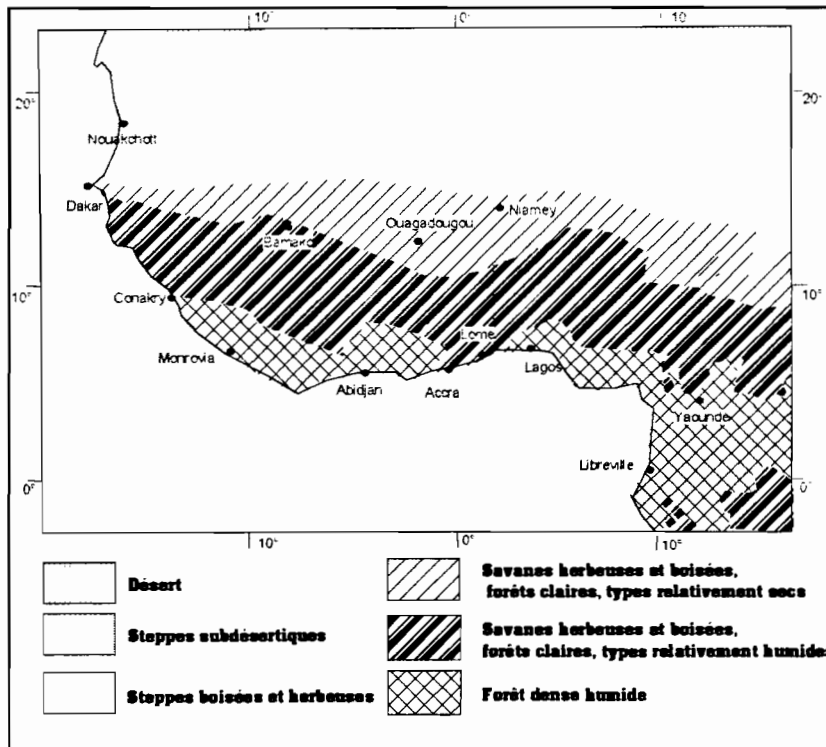 10° 0° 10°
20° 20°
Nouakchott
Dakar
Niamey
Ouagadougou
Bamako
10° 10°
Conakry
Lomé
Monrovia
Abidjan
Accra
Lagos
Yaounde
Libreville
0° 0°
10° 0° 10°
Désert
Steppes subdésertiques
Steppes boisées et herbeuses
Savanes herbeuses et boisées,
forêts claires, types relativement secs
Savanes herbeuses et boisées,
forêts claires, types relativement humides
Forêt dense humide